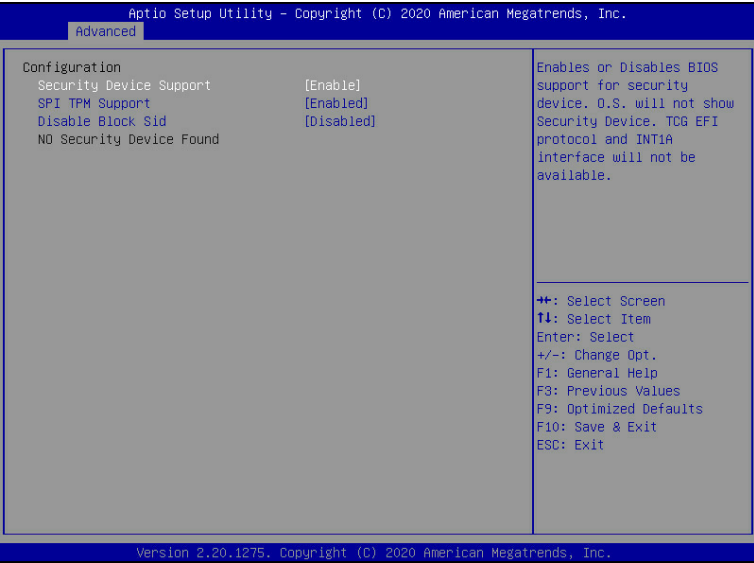 Aptio Setup Utility – Copyright (C) 2020 American Megatrends, Inc.
Advanced
Configuration
Security Device Support [Enable]
SPI TPM Support [Enabled]
Disable Block Sid [Disabled]
NO Security Device Found
Enables or Disables BIOS
support for security
device. O.S. will not show
Security Device. TCG EFI
protocol and INT1A
interface will not be
available.
→←: Select Screen
↑↓: Select Item
Enter: Select
+/-: Change Opt.
F1: General Help
F3: Previous Values
F9: Optimized Defaults
F10: Save & Exit
ESC: Exit
Version 2.20.1275. Copyright (C) 2020 American Megatrends, Inc.